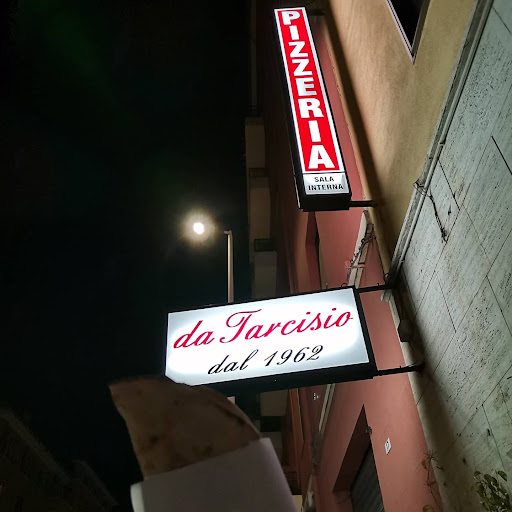 PIZZERIA
SALA
INTERNA
da Tarcisio
dal 1962